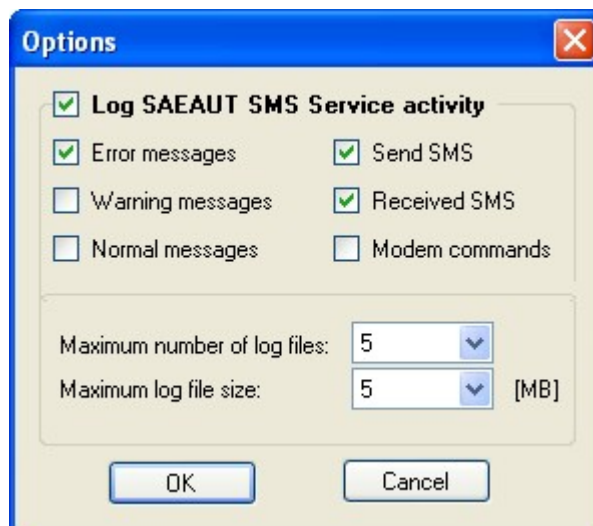 Options
Log SAEAUT SMS Service activity
Error messages
Send SMS
Warning messages
Received SMS
Normal messages
Modem commands
Maximum number of log files: 5
Maximum log file size: 5 [MB]
OK
Cancel